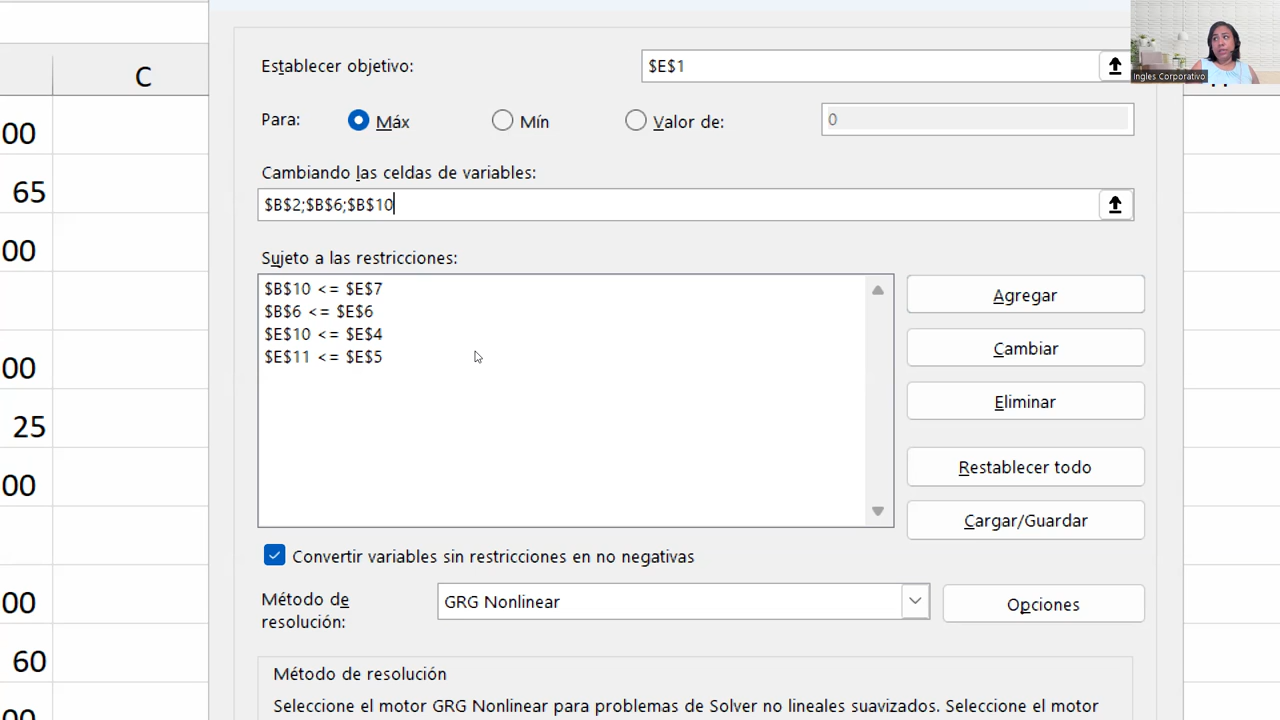 C
00
65
00
00
25
00
00
60
00
Establecer objetivo:
$E$1
Para:
Máx
Mín
Valor de:
0
Cambiando las celdas de variables:
$B$2;$B$6;$B$10
Sujeto a las restricciones:
$B$10 <= $E$7
$B$6 <= $E$6
$E$10 <= $E$4
$E$11 <= $E$5
Agregar
Cambiar
Eliminar
Restablecer todo
Cargar/Guardar
Convertir variables sin restricciones en no negativas
Método de
resolución:
GRG Nonlinear
Opciones
Método de resolución
Seleccione el motor GRG Nonlinear para problemas de Solver no lineales suavizados. Seleccione el motor
Ingles Corporativo